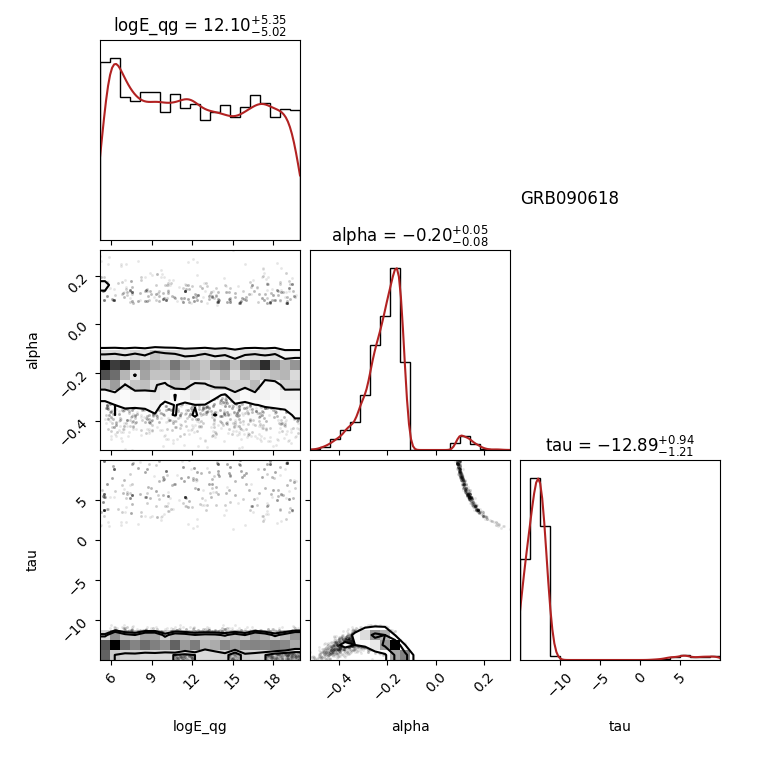 logE_qg = 12.10+5.35−5.02
GRB090618
alpha = −0.20+0.05−0.08
0.2
0.0
−0.2
−0.4
alpha
tau = −12.89+0.94−1.21
5
0
−5
−10
tau
6 9 12 15 18
−0.4 −0.2 0.0 0.2
−10 −5 0 5
logE_qg alpha tau